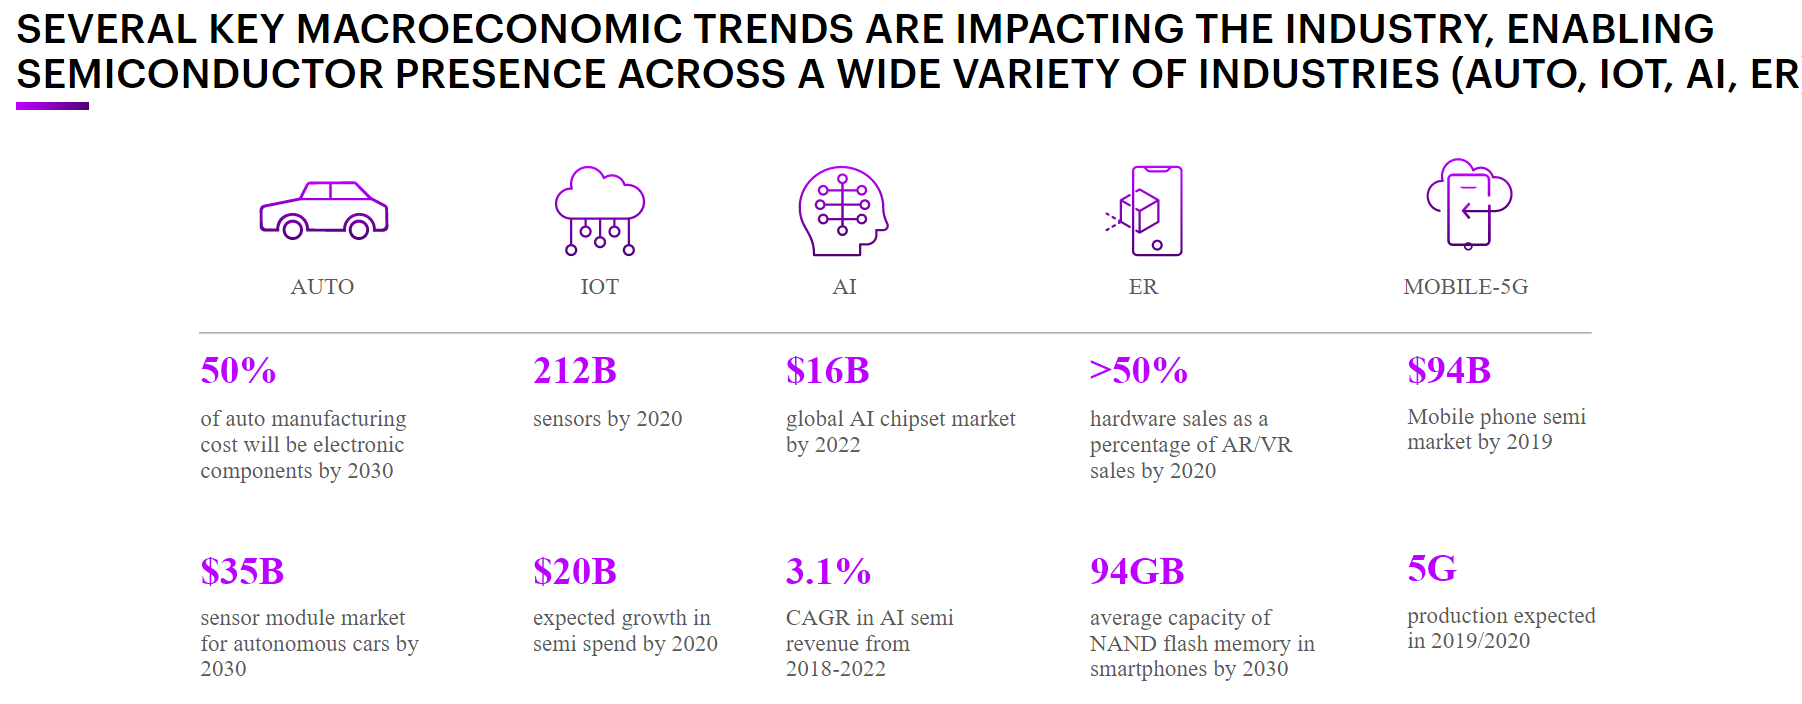 SEVERAL KEY MACROECONOMIC TRENDS ARE IMPACTING THE INDUSTRY, ENABLING
SEMICONDUCTOR PRESENCE ACROSS A WIDE VARIETY OF INDUSTRIES (AUTO, IOT, AI, ER
AUTO
IOT
AI
ER
MOBILE-5G
50%
of auto manufacturing
cost will be electronic
components by 2030
212B
sensors by 2020
$16B
global AI chipset market
by 2022
>50%
hardware sales as a
percentage of AR/VR
sales by 2020
$94B
Mobile phone semi
market by 2019
$35B
sensor module market
for autonomous cars by
2030
$20B
expected growth in
semi spend by 2020
3.1%
CAGR in AI semi
revenue from
2018-2022
94GB
average capacity of
NAND flash memory in
smartphones by 2030
5G
production expected
in 2019/2020